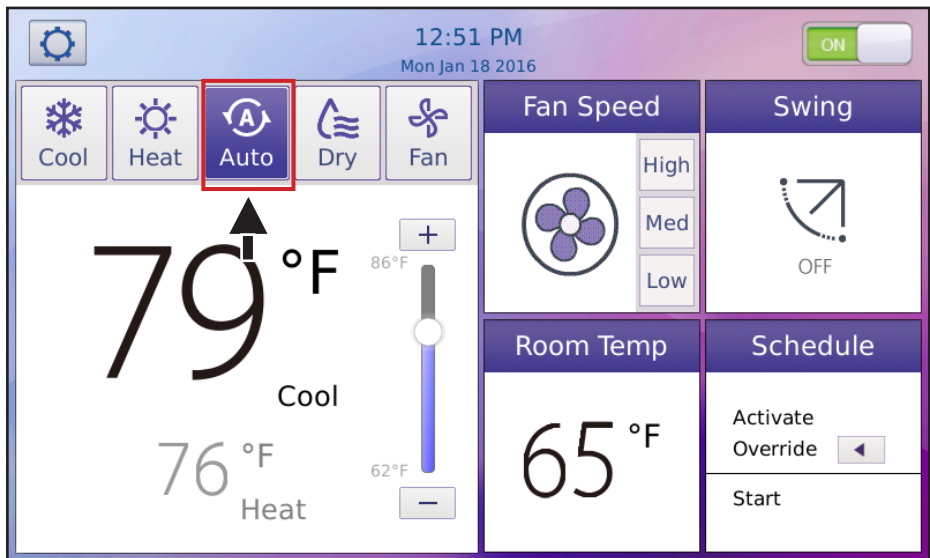 12:51 PM
Mon Jan 18 2016
ON
Cool
Heat
A
Auto
Dry
Fan
79 °F
Cool
76 °F
Heat
+
86°F
62°F
−
Fan Speed
High
Med
Low
Swing
OFF
Room Temp
65 °F
Schedule
Activate
Override
Start